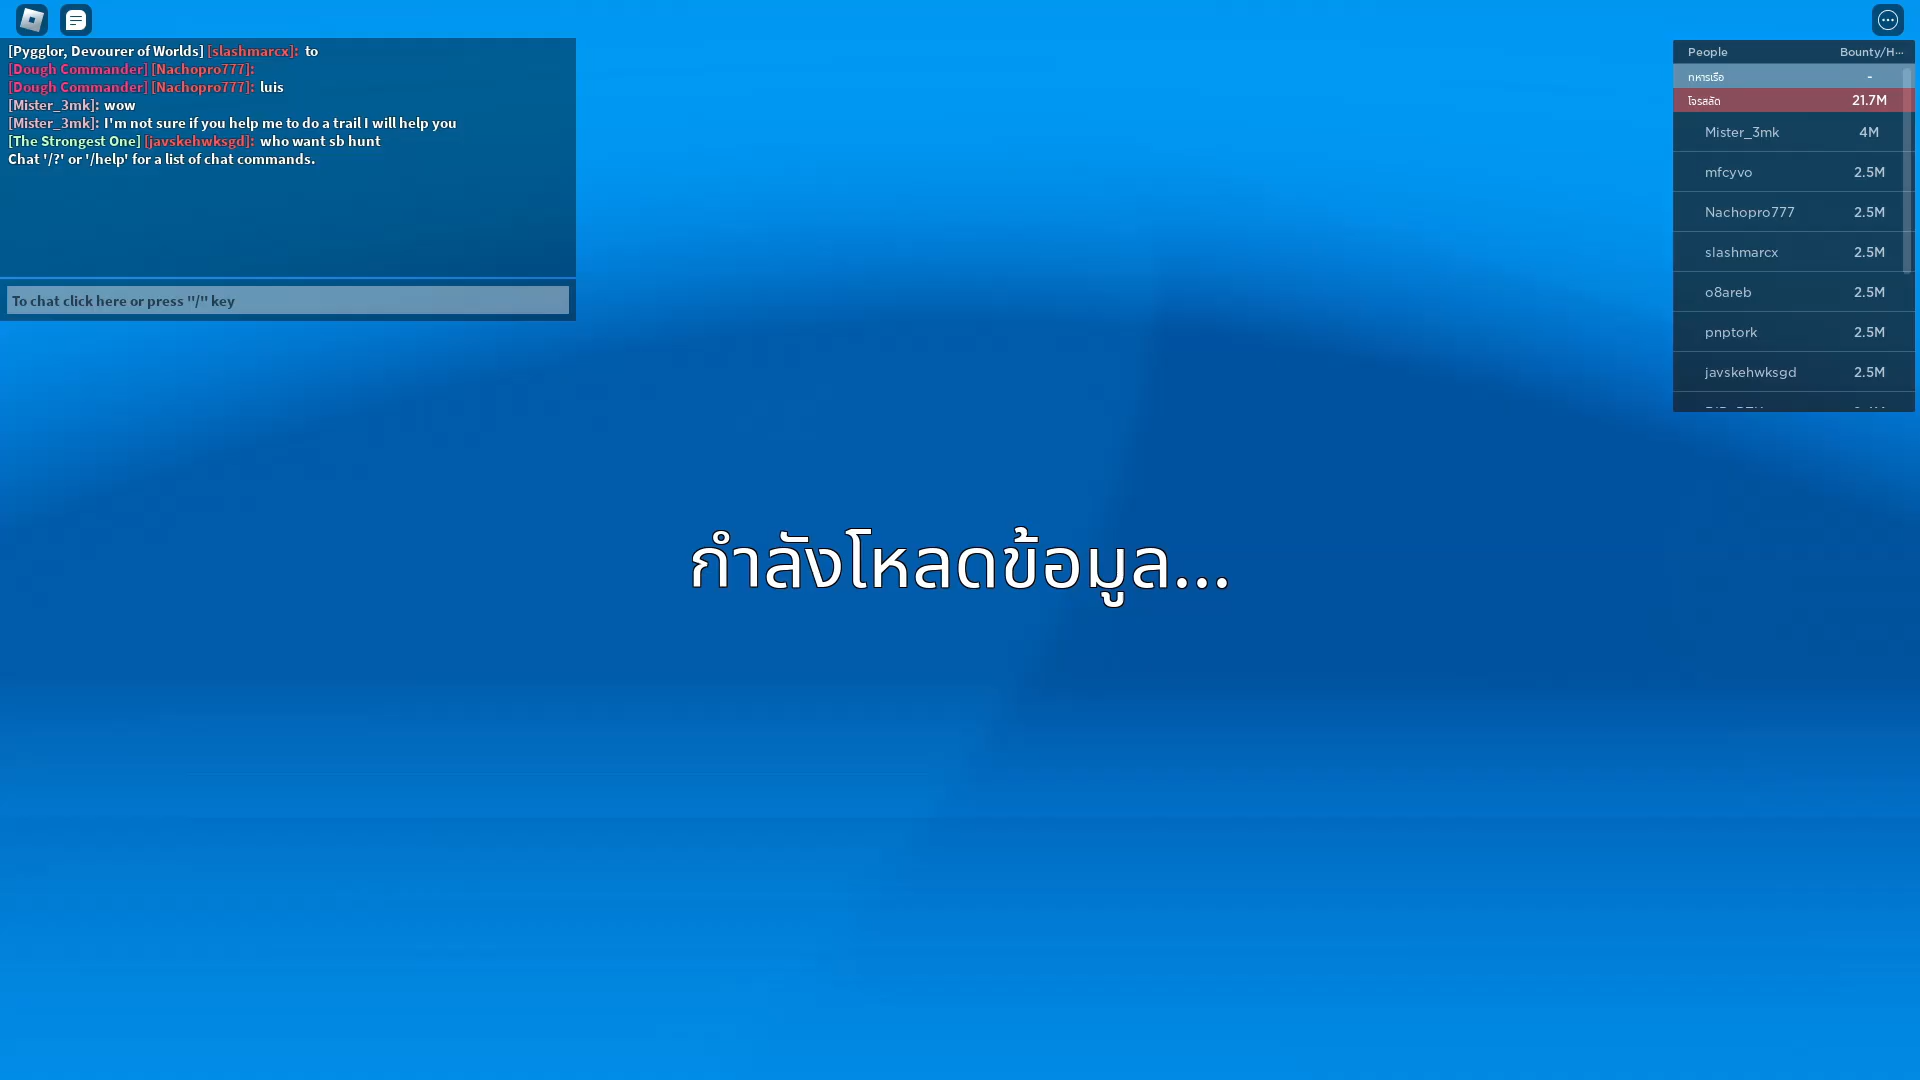 [Pygglor, Devourer of Worlds] [slashmarcx]: to
[Dough Commander] [Nachopro777]:
[Dough Commander] [Nachopro777]: luis
[Mister_3mk]: wow
[Mister_3mk]: I'm not sure if you help me to do a trail I will help you
[The Strongest One] [javskehwksgd]: who want sb hunt
Chat '/?' or '/help' for a list of chat commands.
To chat click here or press "/" key
People Bounty/H...
ทหารเรือ -
โจรสลัด 21.7M
Mister_3mk 4M
mfcyvo 2.5M
Nachopro777 2.5M
slashmarcx 2.5M
o8areb 2.5M
pnptork 2.5M
javskehwksgd 2.5M
กำลังโหลดข้อมูล...